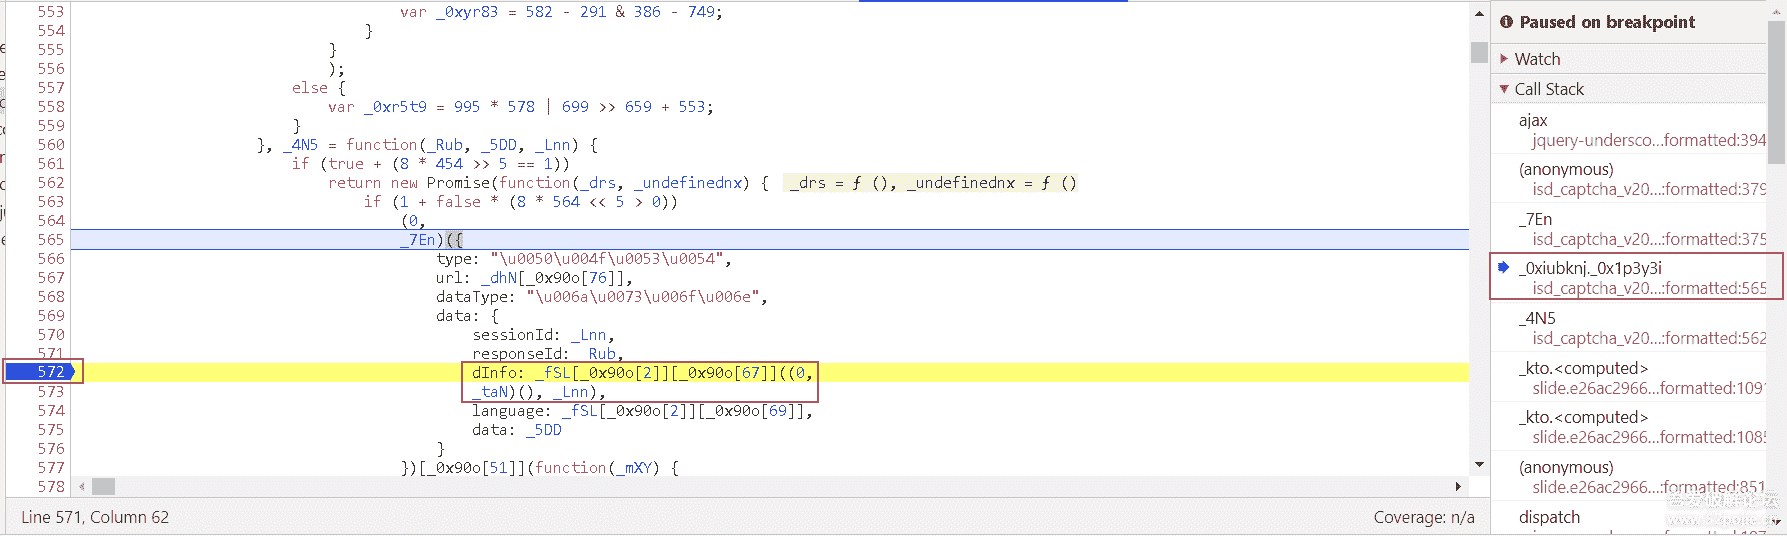 553 var _0xyr83 = 582 - 291 & 386 - 749;
554 }
555 }
556 );
557 else {
558 var _0xr5t9 = 995 * 578 | 699 >> 659 + 553;
559 }
560 }, _4N5 = function(_Rub, _5DD, _Lnn) {
561 if (true + (8 * 454 >> 5 == 1))
562 return new Promise(function(_drs, _undefinednx) { _drs = ƒ (), _undefinednx = ƒ ()
563 if (1 + false * (8 * 564 << 5 > 0))
564 (0,
565 _7En)({
566 type: "\u0050\u004f\u0053\u0054",
567 url: _dhN[_0x90o[76]],
568 dataType: "\u006a\u0073\u006f\u006e",
569 data: {
570 sessionId: _Lnn,
571 responseId: _Rub,
572 dInfo: _fSL[_0x90o[2]][_0x90o[67]]((0,
573 _taN)(), _Lnn),
574 language: _fSL[_0x90o[2]][_0x90o[69]],
575 data: _5DD
576 }
577 })[_0x90o[51]](function(_mXY) {
578
Line 571, Column 62
Coverage: n/a
Paused on breakpoint
Watch
Call Stack
ajax
jquery-undersco…formatted:394
(anonymous)
isd_captcha_v20…:formatted:379
_7En
isd_captcha_v20…:formatted:375
_0xiubknj._0x1p3y3i
isd_captcha_v20…:formatted:565
_4N5
isd_captcha_v20…:formatted:562
_kto.<computed>
slide.e26ac2966…formatted:1091
_kto.<computed>
slide.e26ac2966…formatted:1085
(anonymous)
slide.e26ac2966…:formatted:851
dispatch